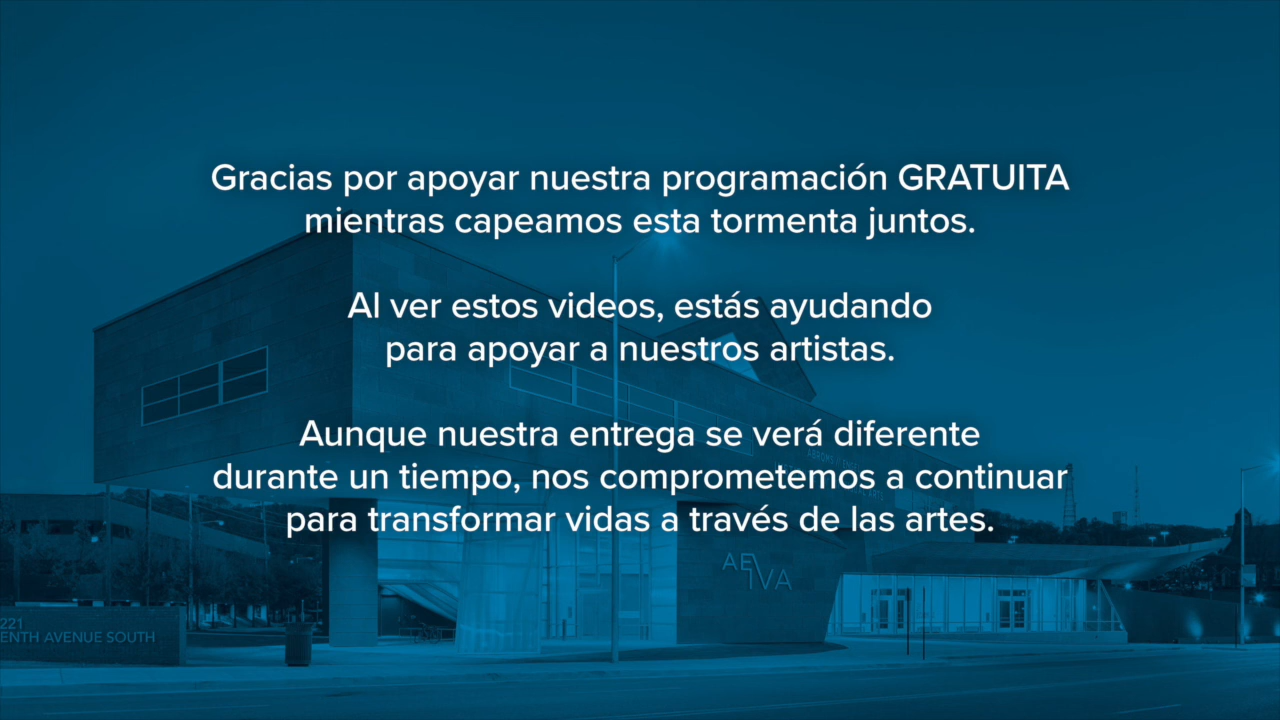 Gracias por apoyar nuestra programación GRATUITA
mientras capeamos esta tormenta juntos.
Al ver estos videos, estás ayudando
para apoyar a nuestros artistas.
Aunque nuestra entrega se verá diferente
durante un tiempo, nos comprometemos a continuar
para transformar vidas a través de las artes.
AEIVA
221
ENTH AVENUE SOUTH